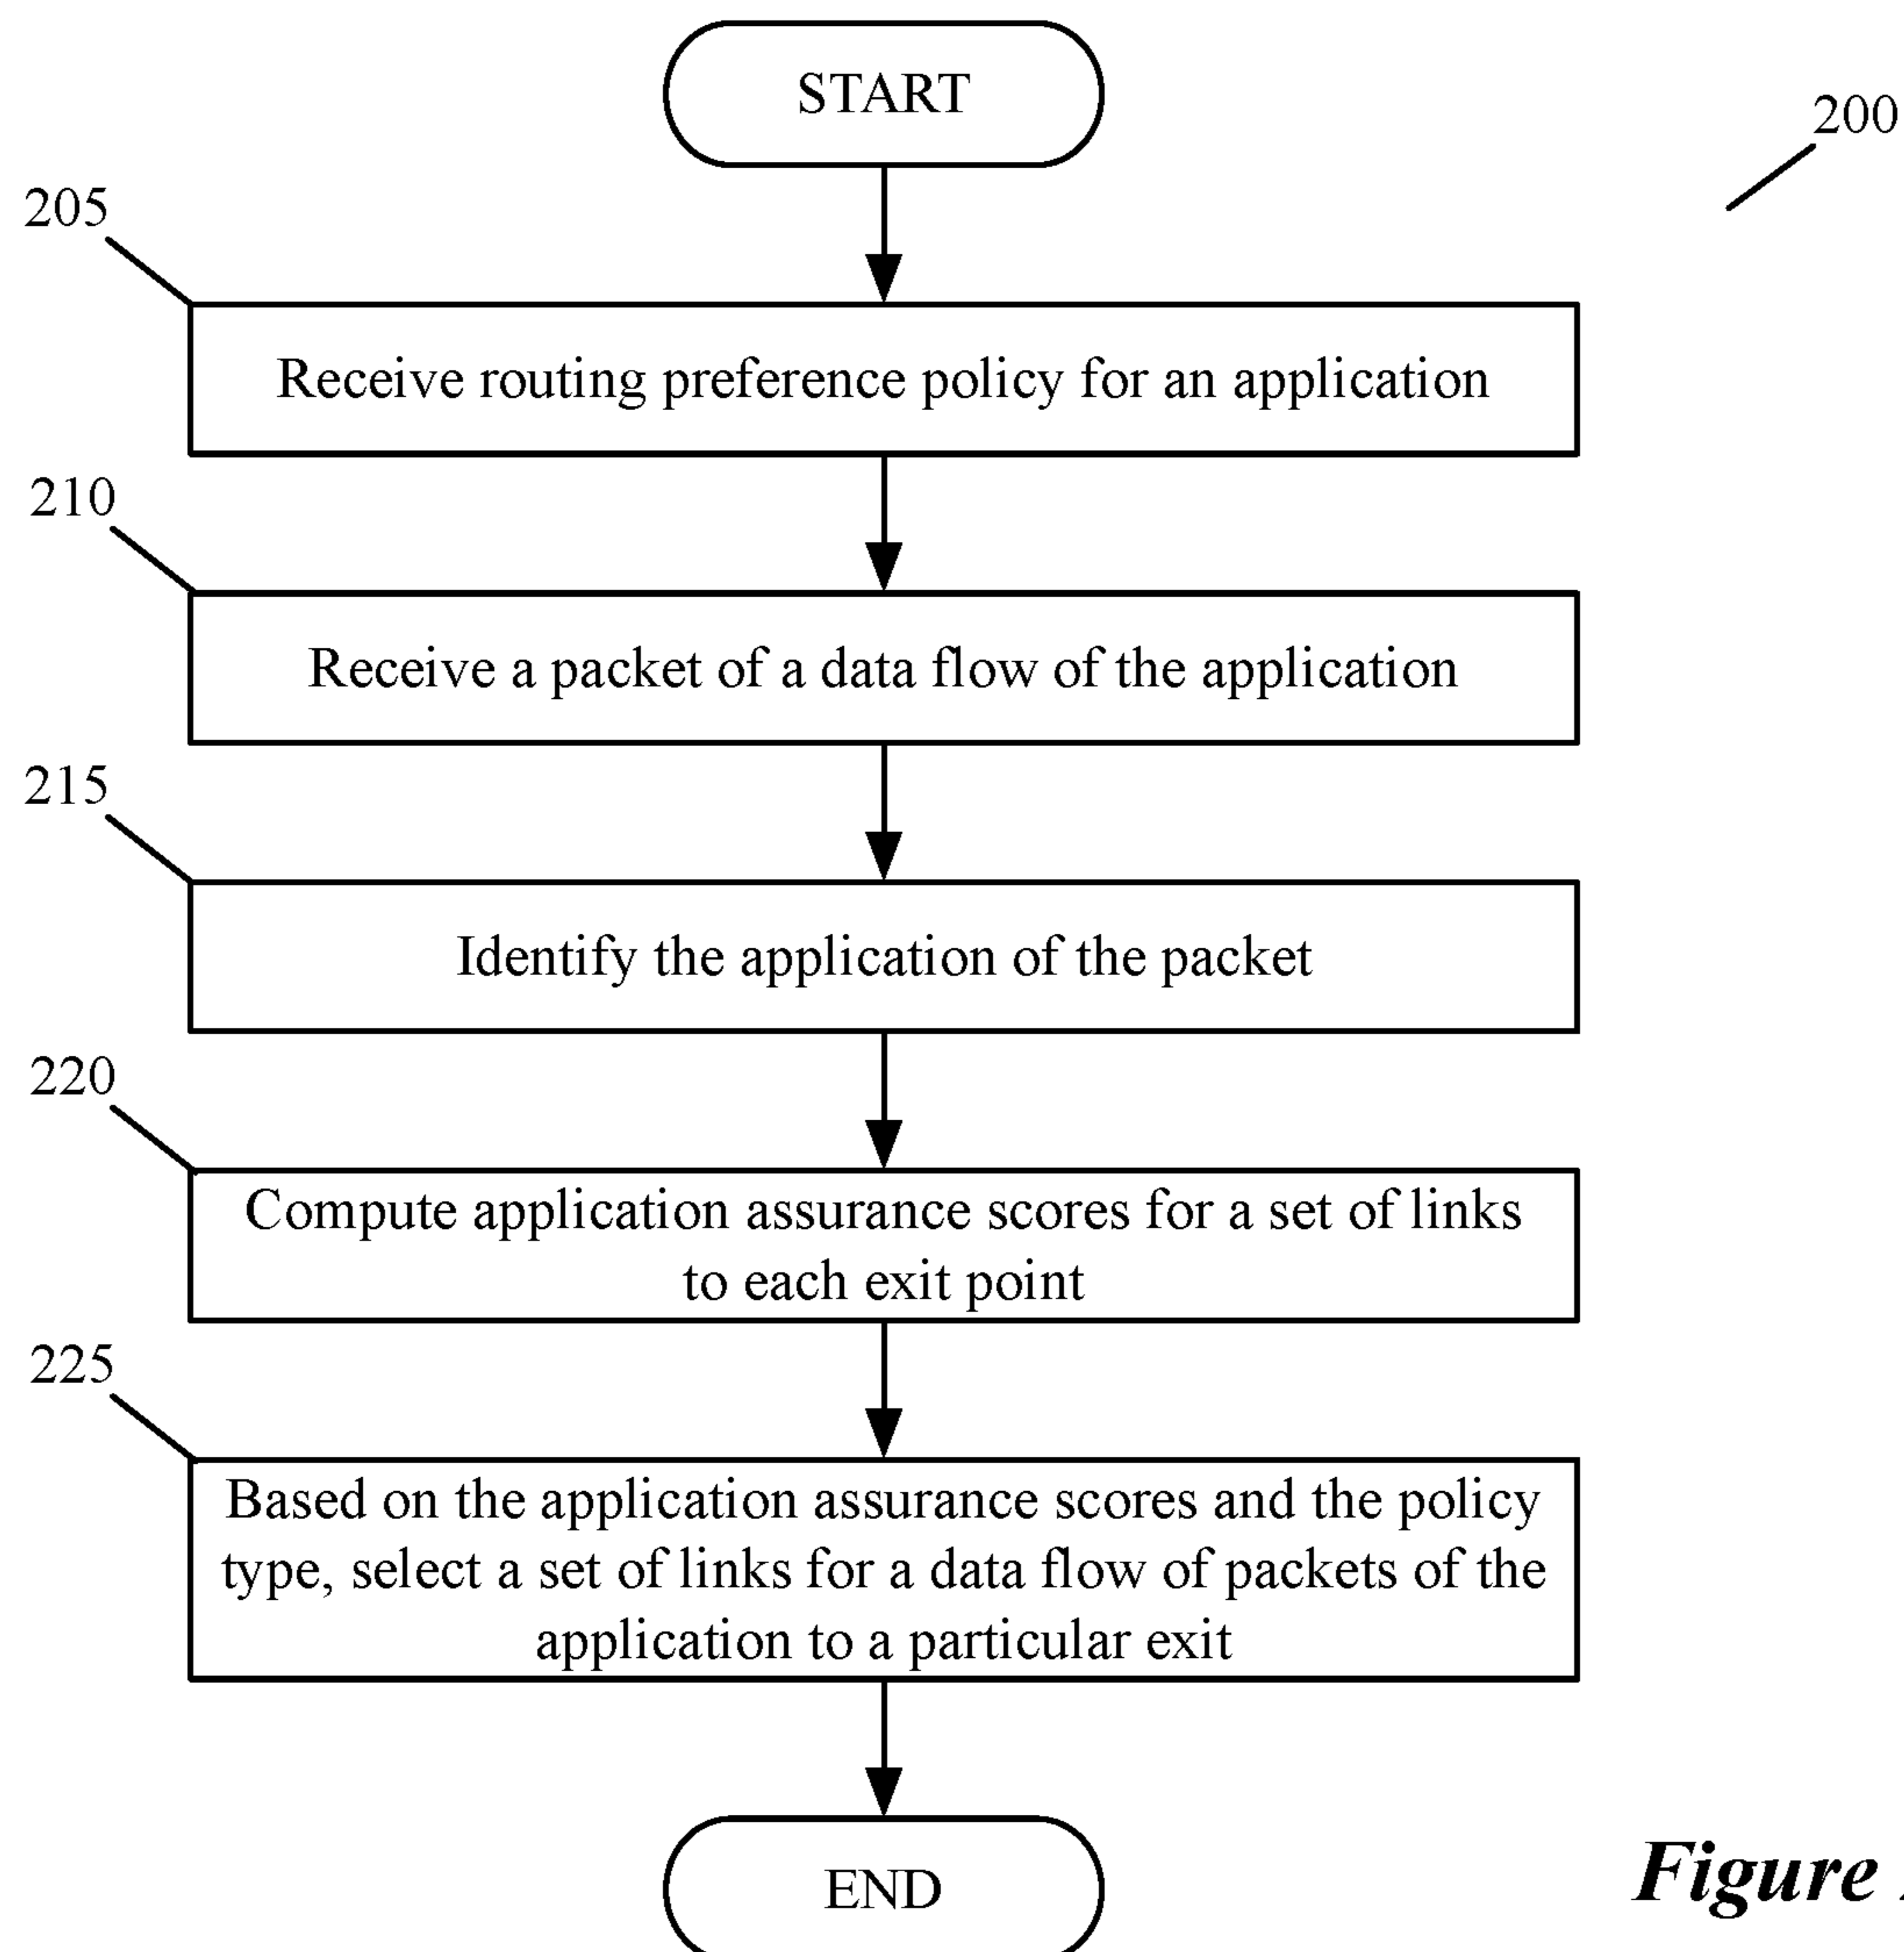 START
200
205
Receive routing preference policy for an application
210
Receive a packet of a data flow of the application
215
Identify the application of the packet
220
Compute application assurance scores for a set of links
to each exit point
225
Based on the application assurance scores and the policy
type, select a set of links for a data flow of packets of the
application to a particular exit
END
Figure